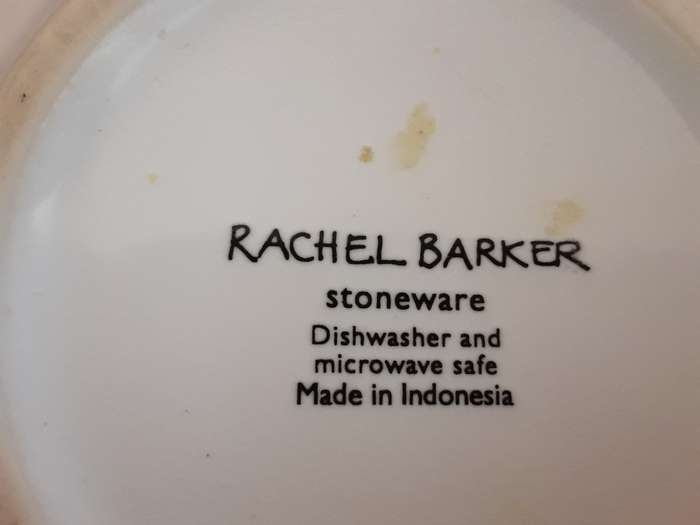 RACHEL BARKER
stoneware
Dishwasher and
microwave safe
Made in Indonesia